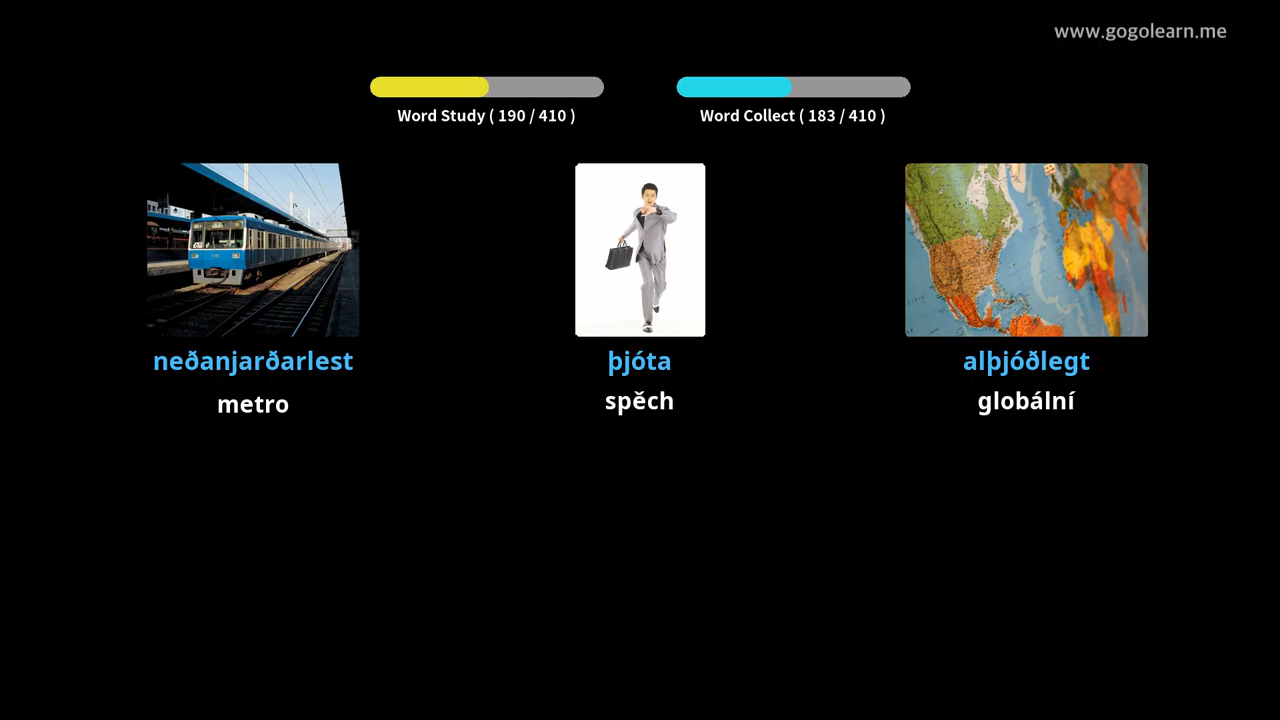 www.gogolearn.me
Word Study ( 190 / 410 )
Word Collect ( 183 / 410 )
neðanjarðarlest
metro
þjóta
spěch
alþjóðlegt
globální